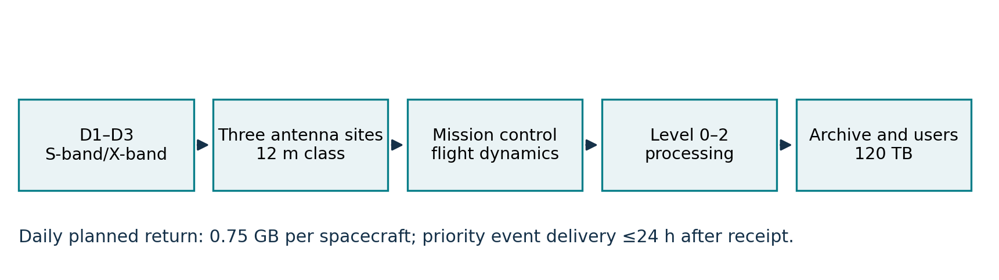 D1–D3
S-band/X-band
Three antenna sites
12 m class
Mission control
flight dynamics
Level 0–2
processing
Archive and users
120 TB
Daily planned return: 0.75 GB per spacecraft; priority event delivery ≤24 h after receipt.